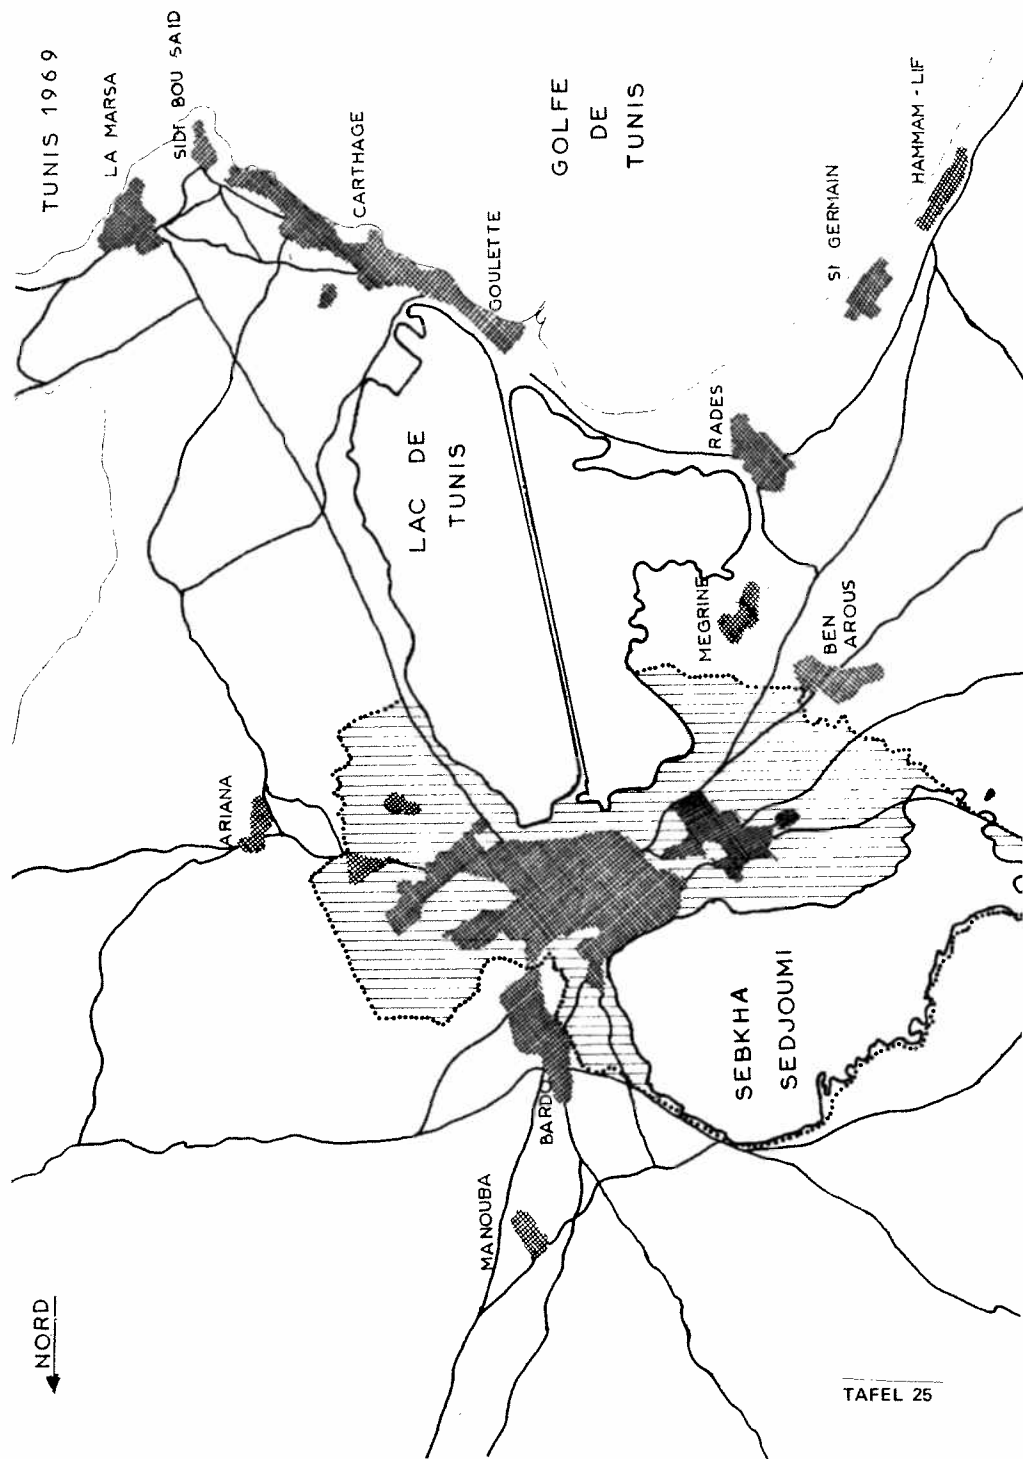 TUNIS 1969
LA MARSA
SIDI BOU SAID
CARTHAGE
GOULETTE
GOLFE
DE
TUNIS
HAMMAM-LIF
ST GERMAIN
RADES
LAC DE
TUNIS
MEGRINE
BEN
AROUS
ARIANA
SEBKHA
SEDJOUMI
BARDO
MANOUBA
NORD
TAFEL 25